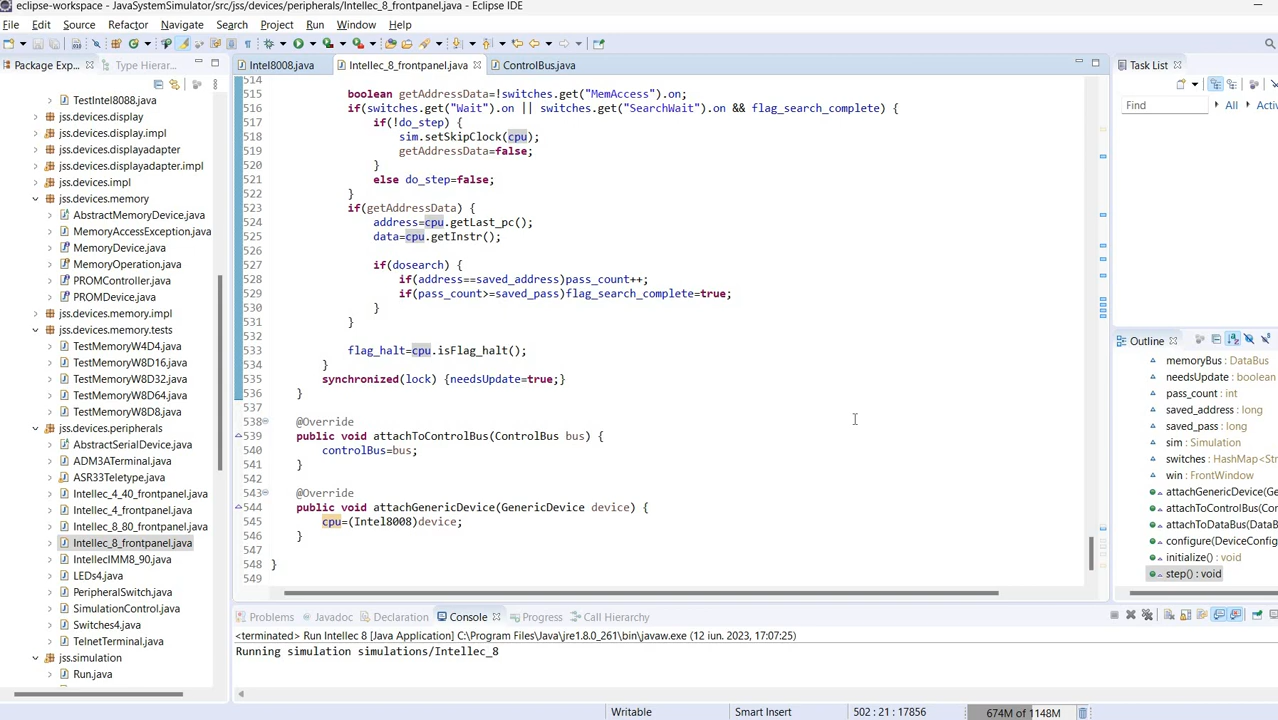 eclipse-workspace - JavaSystemSimulator/src/jss/devices/peripherals/Intellec_8_frontpanel.java - Eclipse IDE
File Edit Source Refactor Navigate Search Project Run Window Help
Package Exp... Type Hierar...
Intel8008.java Intellec_8_frontpanel.java ControlBus.java
Task List
Find All Activ
TestIntel8088.java
jss.devices.display
jss.devices.display.impl
jss.devices.displayadapter
jss.devices.displayadapter.impl
jss.devices.impl
jss.devices.memory
AbstractMemoryDevice.java
MemoryAccessException.java
MemoryDevice.java
MemoryOperation.java
PROMController.java
PROMDevice.java
jss.devices.memory.impl
jss.devices.memory.tests
TestMemoryW4D4.java
TestMemoryW8D16.java
TestMemoryW8D32.java
TestMemoryW8D64.java
TestMemoryW8D8.java
jss.devices.peripherals
AbstractSerialDevice.java
ADM3ATerminal.java
ASR33Teletype.java
Intellec_4_40_frontpanel.java
Intellec_4_frontpanel.java
Intellec_8_80_frontpanel.java
Intellec_8_frontpanel.java
IntellecIMM8_90.java
LEDs4.java
PeripheralSwitch.java
SimulationControl.java
Switches4.java
TelnetTerminal.java
jss.simulation
Run.java
514
515 boolean getAddressData=!switches.get("MemAccess").on;
516 if(switches.get("Wait").on || switches.get("SearchWait").on && flag_search_complete) {
517 if(!do_step) {
518 sim.setSkipClock(cpu);
519 getAddressData=false;
520 }
521 else do_step=false;
522 }
523 if(getAddressData) {
524 address=cpu.getLast_pc();
525 data=cpu.getInstr();
526
527 if(dosearch) {
528 if(address==saved_address)pass_count++;
529 if(pass_count>=saved_pass)flag_search_complete=true;
530 }
531 }
532
533 flag_halt=cpu.isFlag_halt();
534 }
535 synchronized(lock) {needsUpdate=true;}
536 }
537
538 @Override
539 public void attachToControlBus(ControlBus bus) {
540 controlBus=bus;
541 }
542
543 @Override
544 public void attachGenericDevice(GenericDevice device) {
545 cpu=(Intel8008)device;
546 }
547
548 }
549
Outline
memoryBus : DataBus
needsUpdate : boolean
pass_count : int
saved_address : long
saved_pass : long
sim : Simulation
switches : HashMap<Str
win : FrontWindow
attachGenericDevice(Ge
attachToControlBus(Con
attachToDataBus(DataB
configure(DeviceConfig
initialize() : void
step() : void
Problems Javadoc Declaration Console Progress Call Hierarchy
<terminated> Run Intellec 8 [Java Application] C:\Program Files\Java\jre1.8.0_261\bin\javaw.exe (12 iun. 2023, 17:07:25)
Running simulation simulations/Intellec_8
Writable Smart Insert 502 : 21 : 17856 674M of 1148M